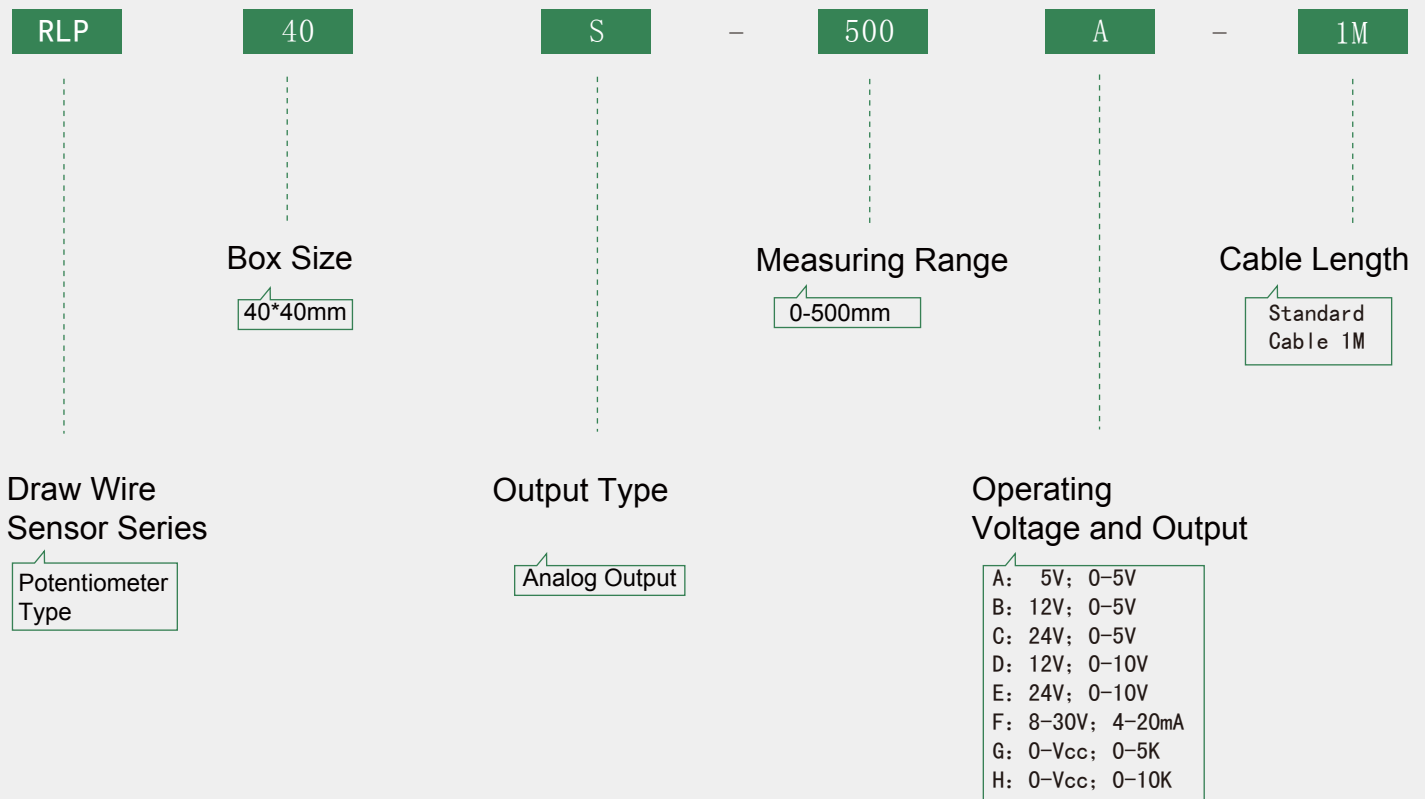 RLP 40 S - 500 A - 1M
Box Size
40*40mm
Measuring Range
0-500mm
Cable Length
Standard
Cable 1M
Draw Wire
Sensor Series
Potentiometer
Type
Output Type
Analog Output
Operating
Voltage and Output
A: 5V; 0-5V
B: 12V; 0-5V
C: 24V; 0-5V
D: 12V; 0-10V
E: 24V; 0-10V
F: 8-30V; 4-20mA
G: 0-Vcc; 0-5K
H: 0-Vcc; 0-10K